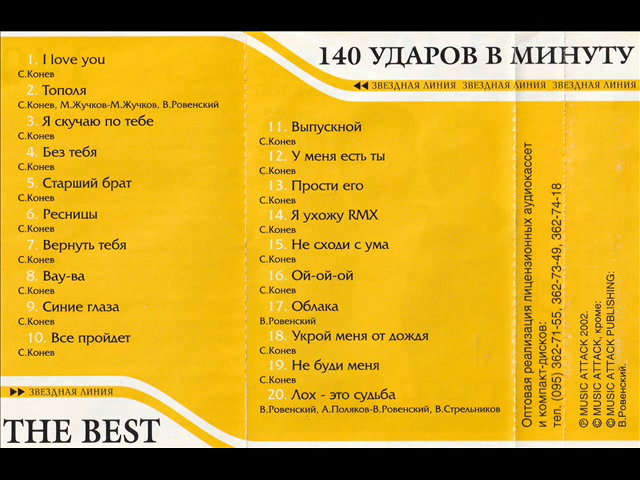 1. I love you
С.Конев
2. Тополя
С.Конев, М.Жучков-М.Жучков, В.Ровенский
3. Я скучаю по тебе
С.Конев
4. Без тебя
С.Конев
5. Старший брат
С.Конев
6. Ресницы
С.Конев
7. Вернуть тебя
С.Конев
8. Вау-ва
С.Конев
9. Синие глаза
С.Конев
10. Все пройдет
С.Конев
ЗВЕЗДНАЯ ЛИНИЯ
THE BEST
140 УДАРОВ В МИНУТУ
ЗВЕЗДНАЯ ЛИНИЯ ЗВЕЗДНАЯ ЛИНИЯ ЗВЕЗДНАЯ ЛИНИЯ
11. Выпускной
С.Конев
12. У меня есть ты
С.Конев
13. Прости его
С.Конев
14. Я ухожу RMX
С.Конев
15. Не сходи с ума
С.Конев
16. Ой-ой-ой
С.Конев
17. Облака
В.Ровенский
18. Укрой меня от дождя
С.Конев
19. Не буди меня
С.Конев
20. Лох - это судьба
В.Ровенский, А.Поляков-В.Ровенский, В.Стрельников
Оптовая реализация лицензионных аудиокассет
и компакт-дисков:
тел. (095) 362-71-55, 362-73-49, 362-74-18
℗ MUSIC ATTACK 2002.
© MUSIC ATTACK, кроме:
© MUSIC ATTACK PUBLISHING:
В.Ровенский.